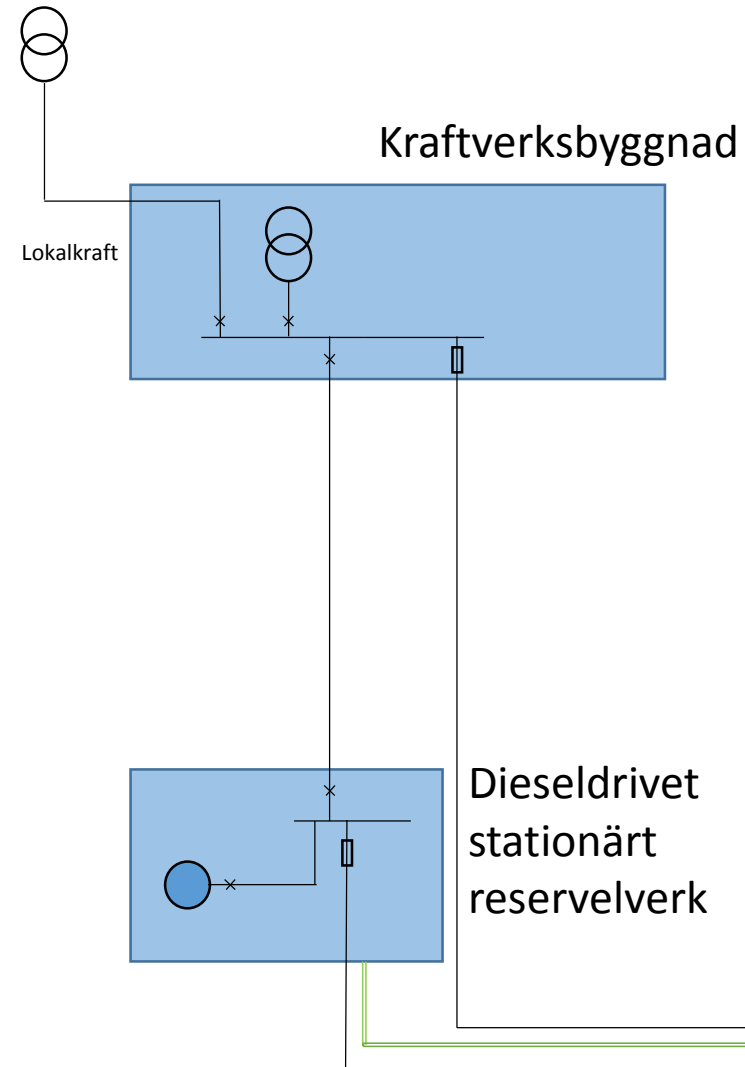 Kraftverksbyggnad
Lokalkraft
Dieseldrivet
stationärt
reservelverk